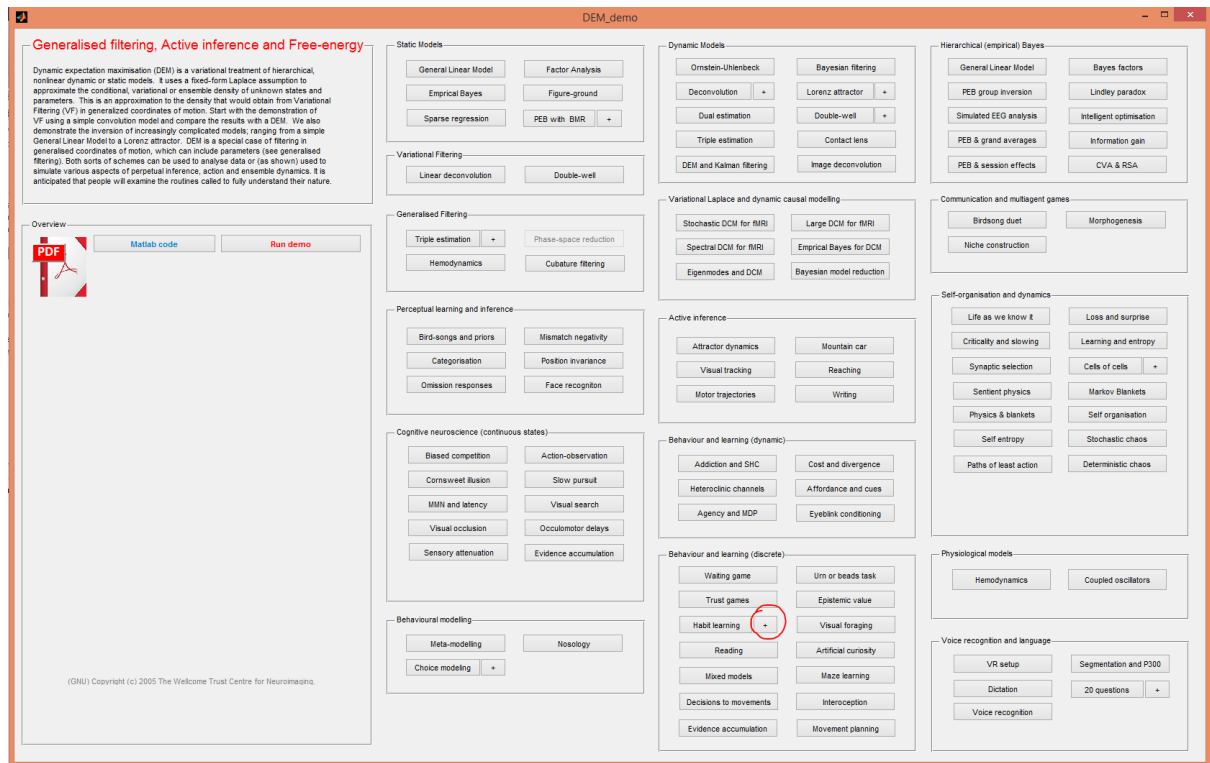 DEM_demo
Generalised filtering, Active inference and Free-energy
Dynamic expectation maximisation (DEM) is a variational treatment of hierarchical,
nonlinear dynamic or static models. It uses a fixed-form Laplace assumption to
approximate the conditional, variational or ensemble density of unknown states and
parameters. This is an approximation to the density that would obtain from Variational
Filtering (VF) in generalized coordinates of motion. Start with the demonstration of
VF using a simple convolution model and compare the results with a DEM. We also
demonstrate the inversion of increasingly complicated models; ranging from a simple
General Linear Model to a Lorenz attractor. DEM is a special case of filtering in
generalised coordinates of motion, which can include parameters (see generalised
filtering). Both sorts of schemes can be used to analyse data or (as shown) used to
simulate various aspects of perpetual inference, action and ensemble dynamics. It is
anticipated that people will examine the routines called to fully understand their nature.
Overview
PDF
Matlab code
Run demo
(GNU) Copyright (c) 2005 The Wellcome Trust Centre for Neuroimaging.
Static Models
General Linear Model
Factor Analysis
Emprical Bayes
Figure-ground
Sparse regression
PEB with BMR +
Variational Filtering
Linear deconvolution
Double-well
Generalised Filtering
Triple estimation +
Phase-space reduction
Hemodynamics
Cubature filtering
Perceptual learning and inference
Bird-songs and priors
Mismatch negativity
Categorisation
Position invariance
Omission responses
Face recogniton
Cognitive neuroscience (continuous states)
Biased competition
Action-observation
Cornsweet illusion
Slow pursuit
MMN and latency
Visual search
Visual occlusion
Occulomotor delays
Sensory attenuation
Evidence accumulation
Behavioural modelling
Meta-modelling
Nosology
Choice modeling +
Dynamic Models
Ornstein-Uhlenbeck
Bayesian filtering
Deconvolution +
Lorenz attractor +
Dual estimation
Double-well +
Triple estimation
Contact lens
DEM and Kalman filtering
Image deconvolution
Variational Laplace and dynamic causal modelling
Stochastic DCM for fMRI
Large DCM for fMRI
Spectral DCM for fMRI
Emprical Bayes for DCM
Eigenmodes and DCM
Bayesian model reduction
Active inference
Attractor dynamics
Mountain car
Visual tracking
Reaching
Motor trajectories
Writing
Behaviour and learning (dynamic)
Addiction and SHC
Cost and divergence
Heteroclinic channels
Affordance and cues
Agency and MDP
Eyeblink conditioning
Behaviour and learning (discrete)
Waiting game
Urn or beads task
Trust games
Epistemic value
Habit learning +
Visual foraging
Reading
Artificial curiosity
Mixed models
Maze learning
Decisions to movements
Interoception
Evidence accumulation
Movement planning
Hierarchical (empirical) Bayes
General Linear Model
Bayes factors
PEB group inversion
Lindley paradox
Simulated EEG analysis
Intelligent optimisation
PEB & grand averages
Information gain
PEB & session effects
CVA & RSA
Communication and multiagent games
Birdsong duet
Morphogenesis
Niche construction
Self-organisation and dynamics
Life as we know it
Loss and surprise
Criticality and slowing
Learning and entropy
Synaptic selection
Cells of cells +
Sentient physics
Markov Blankets
Physics & blankets
Self organisation
Self entropy
Stochastic chaos
Paths of least action
Deterministic chaos
Physiological models
Hemodynamics
Coupled oscillators
Voice recognition and language
VR setup
Segmentation and P300
Dictation
20 questions +
Voice recognition